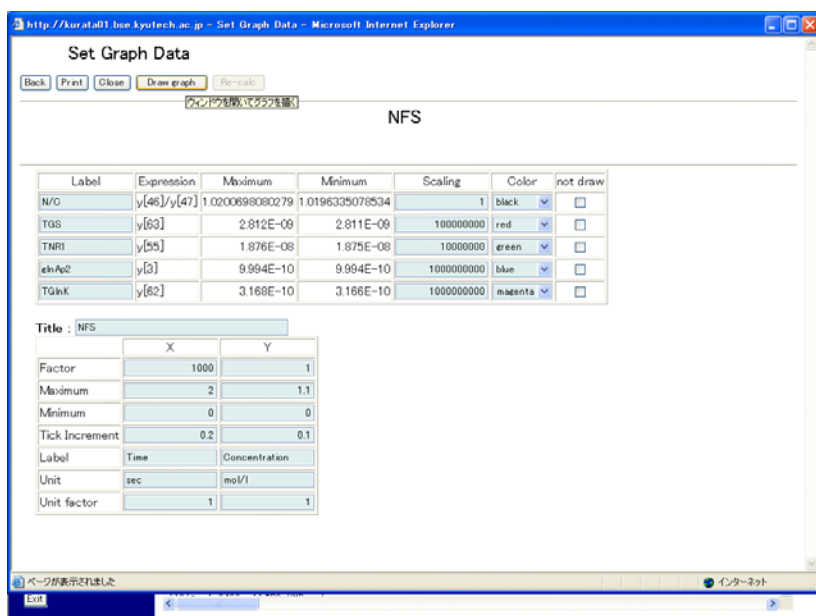 http://kurata01.bse.kyutech.ac.jp - Set Graph Data - Microsoft Internet Explorer
Set Graph Data
Back Print Close Draw graph Re-calc
ウィンドウを開いてグラフを描く
NFS
Label Expression Maximum Minimum Scaling Color not draw
N/C y[46]/y[47] 1.0200698080279 1.0196335078534 1 black
TGS y[63] 2.812E-09 2.811E-09 100000000 red
TNRI y[55] 1.876E-08 1.875E-08 10000000 green
glnAp2 y[3] 9.994E-10 9.994E-10 1000000000 blue
TGlnK y[62] 3.168E-10 3.166E-10 1000000000 magenta
Title : NFS
X Y
Factor 1000 1
Maximum 2 1.1
Minimum 0 0
Tick Increment 0.2 0.1
Label Time Concentration
Unit sec mol/l
Unit factor 1 1
ページが表示されました インターネット
Exit